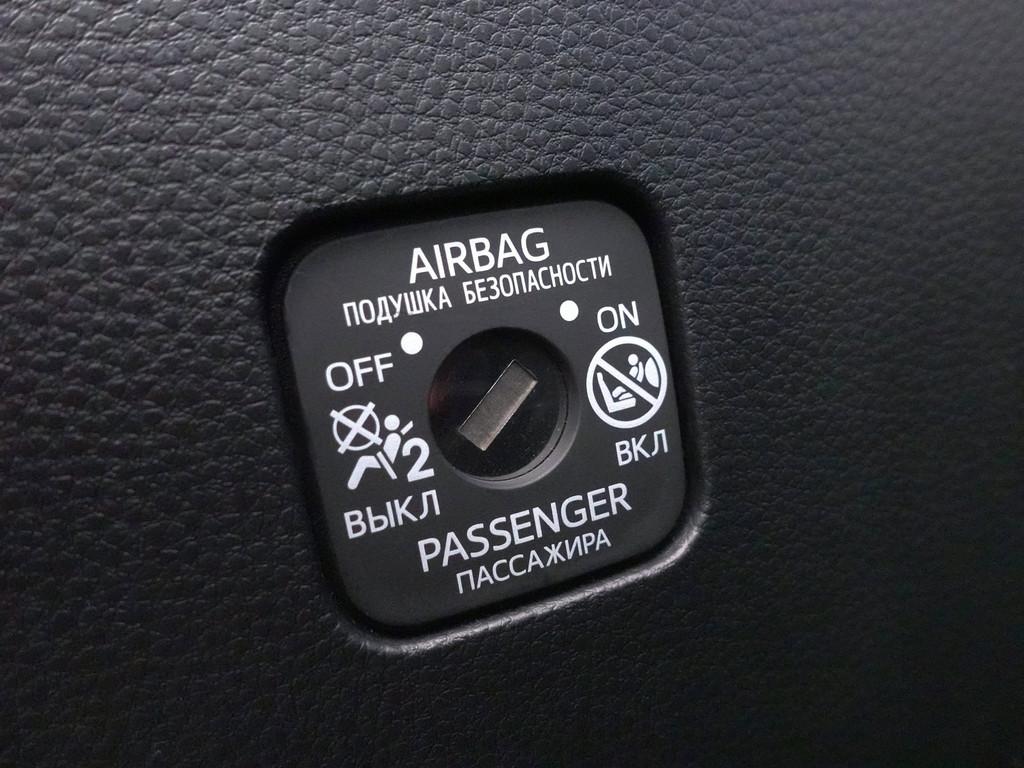 AIRBAG
ПОДУШКА БЕЗОПАСНОСТИ
OFF
ON
2
ВЫКЛ
ВКЛ
PASSENGER
ПАССАЖИРА